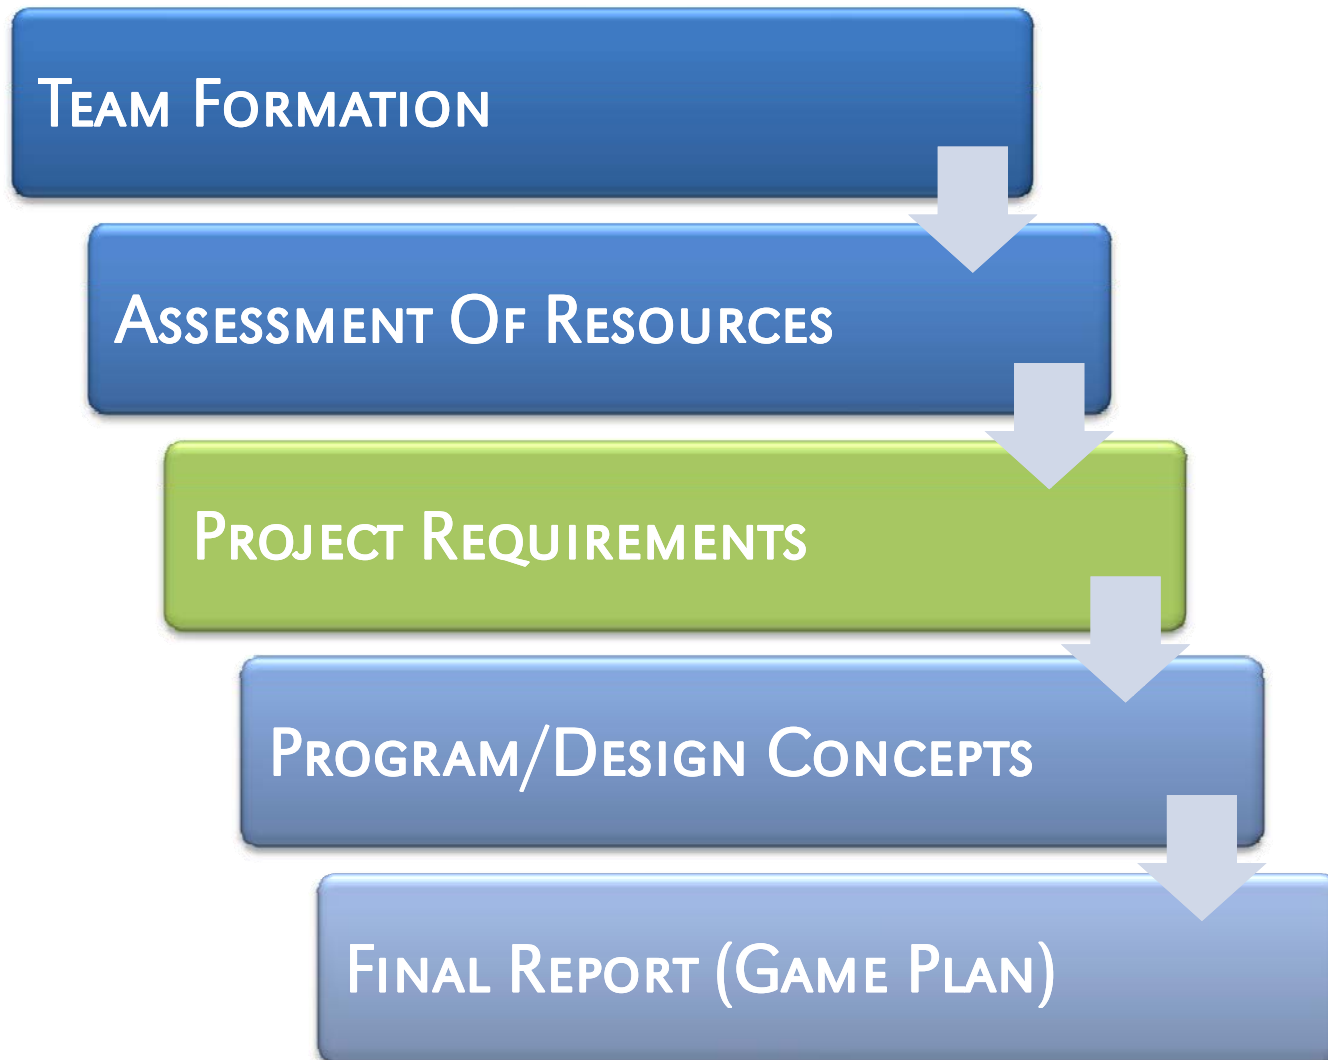 Team Formation
Assessment Of Resources
Project Requirements
Program/Design Concepts
Final Report (Game Plan)